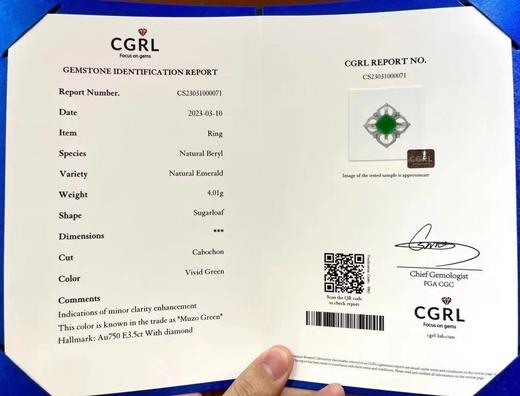 CGRL
Focus on gems
GEMSTONE IDENTIFICATION REPORT
Report Number. CS23031000071
Date 2023-03-10
Item Ring
Species Natural Beryl
Variety Natural Emerald
Weight 4.01g
Shape Sugarloaf
Dimensions ***
Cut Cabochon
Color Vivid Green
Comments
Indications of minor clarity enhancement
This color is known in the trade as "Muzo Green"
Hallmark: Au750 E3.5ct With diamond
CGRL REPORT NO.
CS23031000071
CGRL
Image of the tested sample is approximate
Scan the QR code
to check report
Chief Gemologist
FGA CGC
CGRL
Focus on gems
cgrl-lab.com